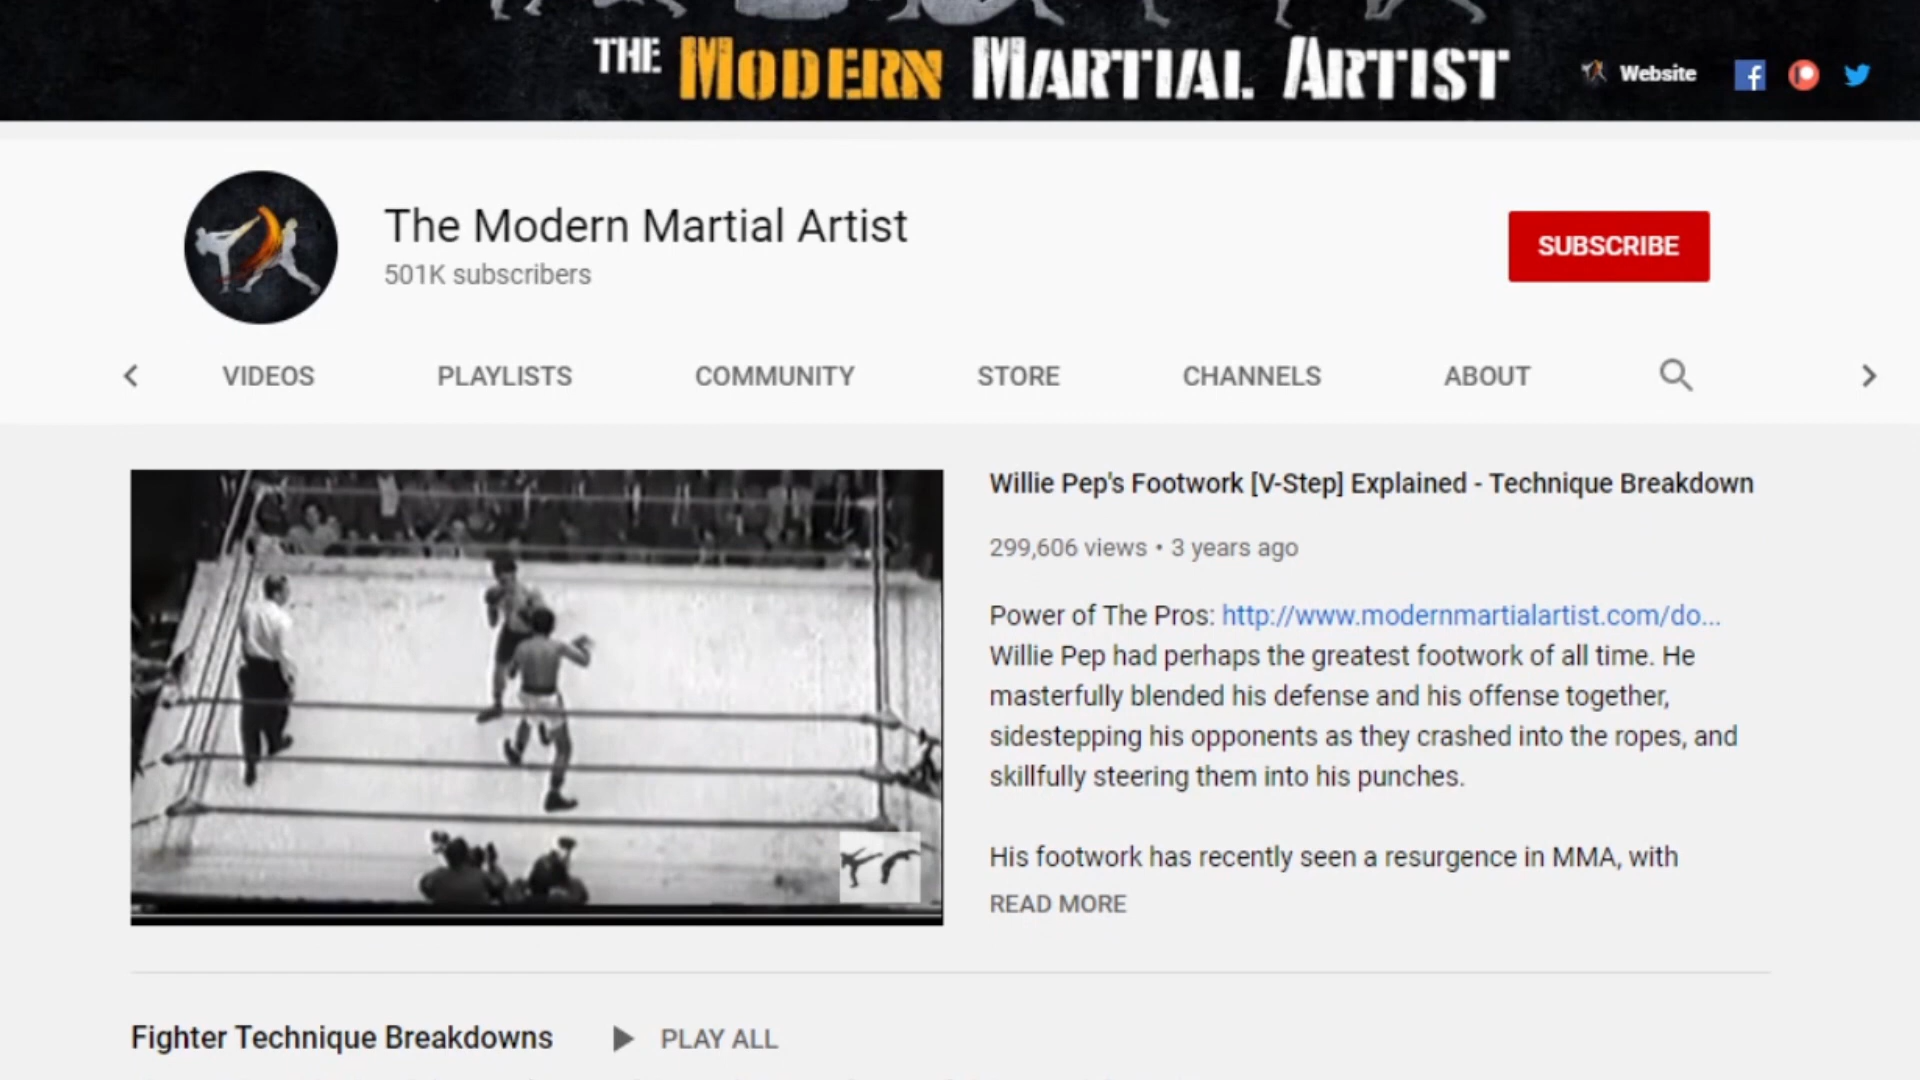 THE MODERN MARTIAL ARTIST
Website
The Modern Martial Artist
501K subscribers
SUBSCRIBE
VIDEOS PLAYLISTS COMMUNITY STORE CHANNELS ABOUT
Willie Pep's Footwork [V-Step] Explained - Technique Breakdown
299,606 views • 3 years ago
Power of The Pros: http://www.modernmartialartist.com/do...
Willie Pep had perhaps the greatest footwork of all time. He
masterfully blended his defense and his offense together,
sidestepping his opponents as they crashed into the ropes, and
skillfully steering them into his punches.
His footwork has recently seen a resurgence in MMA, with
READ MORE
Fighter Technique Breakdowns
PLAY ALL